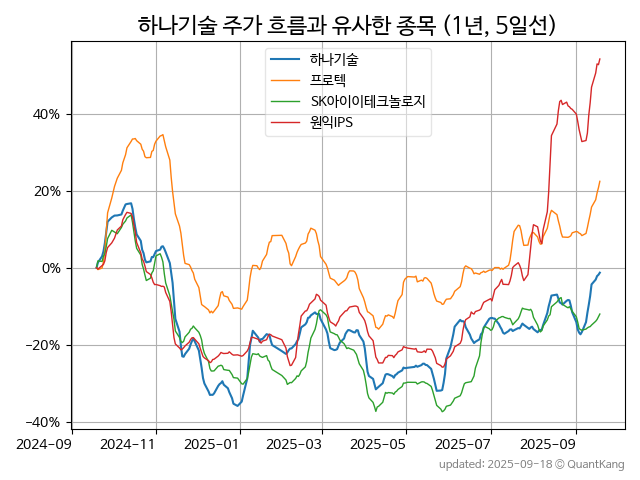 하나기술 주가 흐름과 유사한 종목 (1년, 5일선)
하나기술
프로텍
SK아이이테크놀로지
원익IPS
40%
20%
0%
−20%
−40%
2024-09 2024-11 2025-01 2025-03 2025-05 2025-07 2025-09
updated: 2025-09-18 ⓒ QuantKang